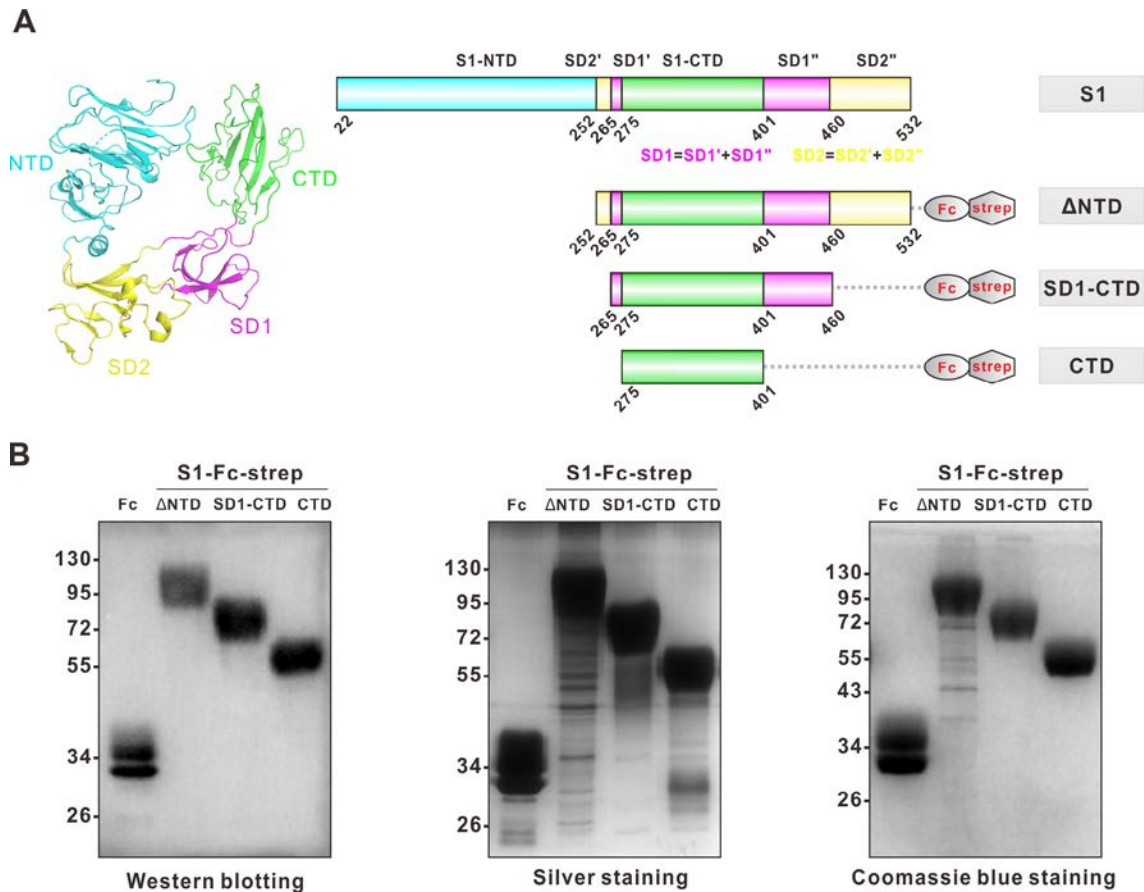 A
S1-NTD SD2' SD1' S1-CTD SD1" SD2"
S1
22 252 265 275 401 460 532
SD1=SD1'+SD1" SD2=SD2'+SD2"
NTD
CTD
SD1
SD2
Fc strep
ΔNTD
252 265 275 401 460 532
Fc strep
SD1-CTD
265 275 401 460
Fc strep
CTD
275 401
B
S1-Fc-strep
Fc ΔNTD SD1-CTD CTD
130
95
72
55
34
26
Western blotting
S1-Fc-strep
Fc ΔNTD SD1-CTD CTD
130
95
72
55
34
26
Silver staining
S1-Fc-strep
Fc ΔNTD SD1-CTD CTD
130
95
72
55
43
34
26
Coomassie blue staining